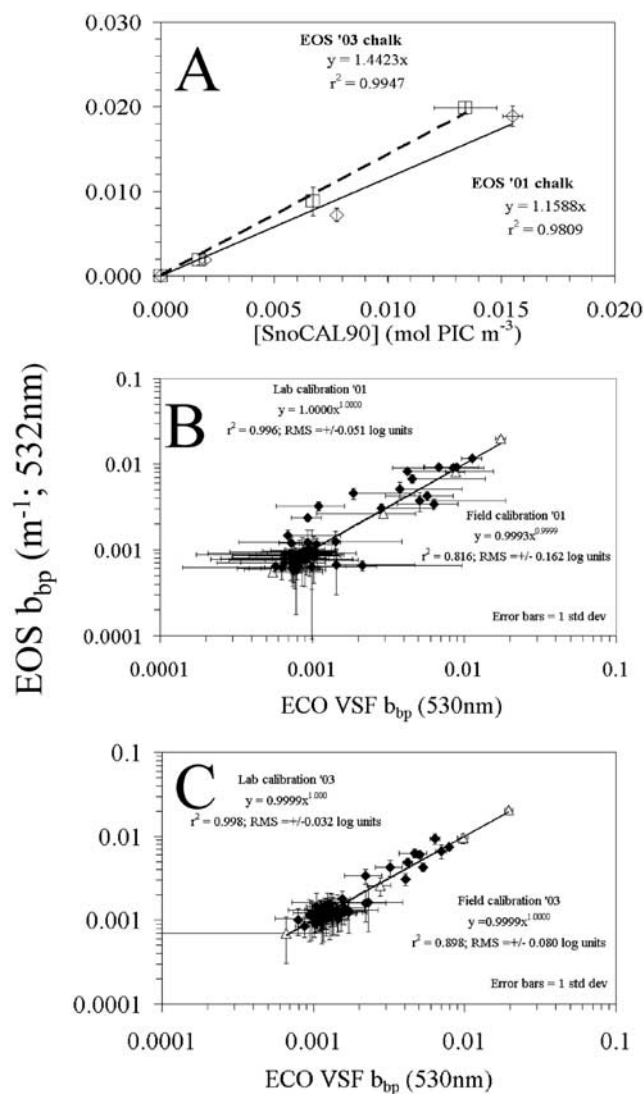 A
EOS '03 chalk
y = 1.4423x
r² = 0.9947
EOS '01 chalk
y = 1.1588x
r² = 0.9809
0.030
0.020
0.010
0.000
0.000 0.005 0.010 0.015 0.020
[SnoCAL90] (mol PIC m⁻³)
EOS b_bp (m⁻¹; 532nm)
B
Lab calibration '01
y = 1.0000x^1.0000
r² = 0.996; RMS =+/-0.051 log units
Field calibration '01
y = 0.9993x^0.9999
r² = 0.816; RMS =+/- 0.162 log units
Error bars = 1 std dev
0.1
0.01
0.001
0.0001
0.0001 0.001 0.01 0.1
ECO VSF b_bp (530nm)
C
Lab calibration '03
y = 0.9999x^1.000
r² = 0.998; RMS =+/-0.032 log units
Field calibration '03
y =0.9999x^1.0000
r² = 0.898; RMS =+/- 0.080 log units
Error bars = 1 std dev
0.1
0.01
0.001
0.0001
0.0001 0.001 0.01 0.1
ECO VSF b_bp (530nm)